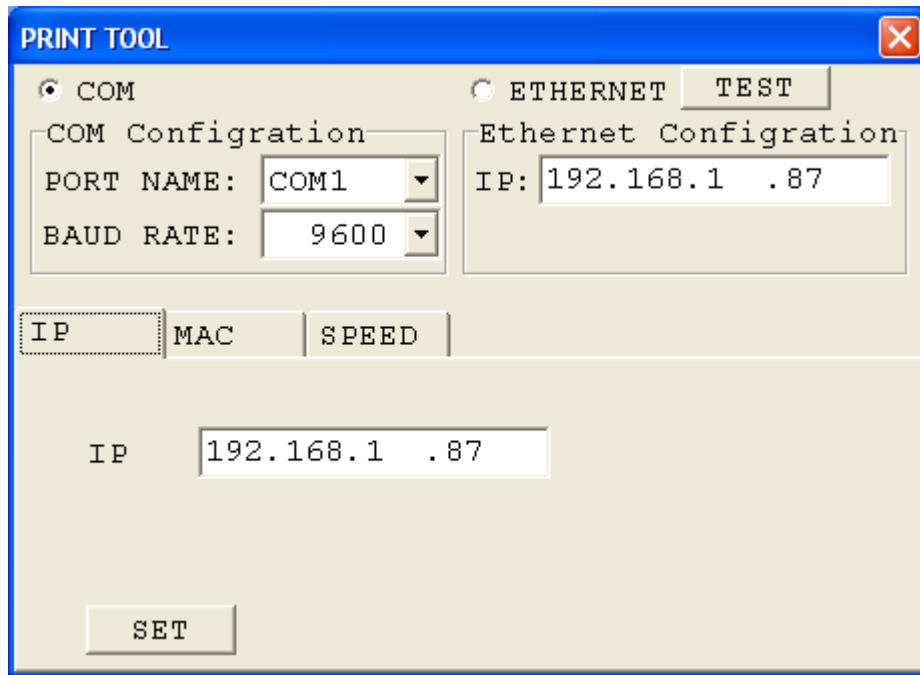 PRINT TOOL
COM
ETHERNET TEST
COM Configration
PORT NAME: COM1
BAUD RATE: 9600
Ethernet Configration
IP: 192.168.1 .87
IP MAC SPEED
IP 192.168.1 .87
SET